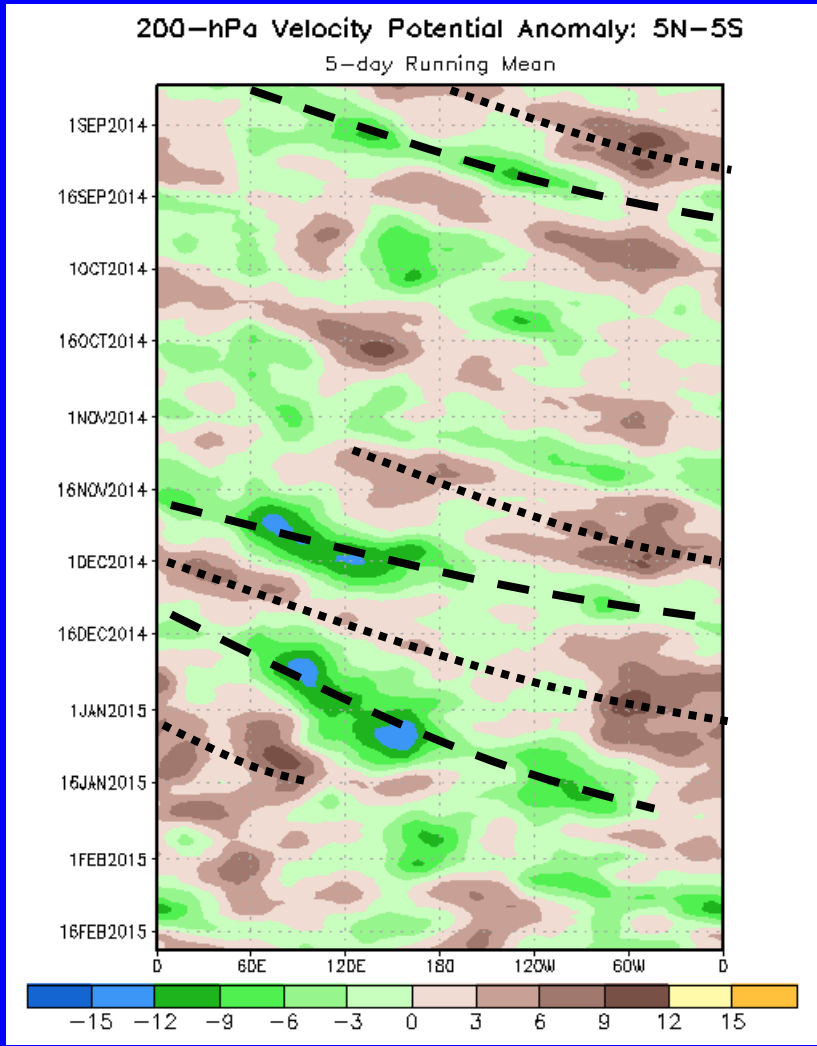 200-hPa Velocity Potential Anomaly: 5N-5S
5-day Running Mean
1SEP2014
16SEP2014
1OCT2014
16OCT2014
1NOV2014
16NOV2014
1DEC2014
16DEC2014
1JAN2015
16JAN2015
1FEB2015
16FEB2015
0 60E 120E 180 120W 60W 0
-15 -12 -9 -6 -3 0 3 6 9 12 15